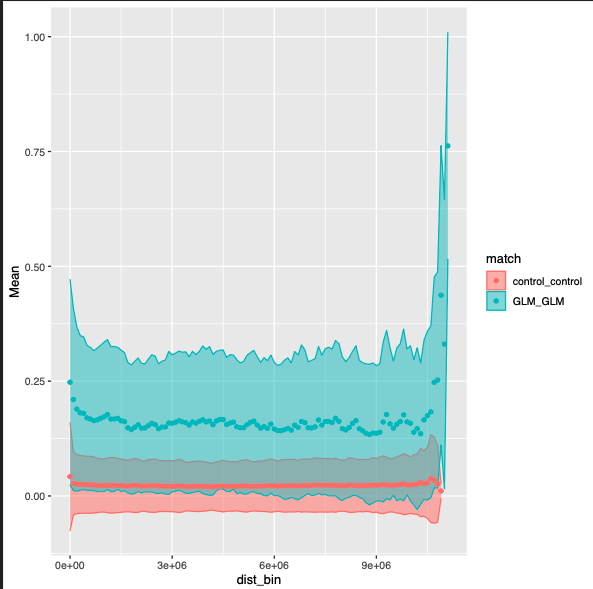 1.00
0.75
0.50
0.25
0.00
Mean
0e+00 3e+06 6e+06 9e+06
dist_bin
match
control_control
GLM_GLM